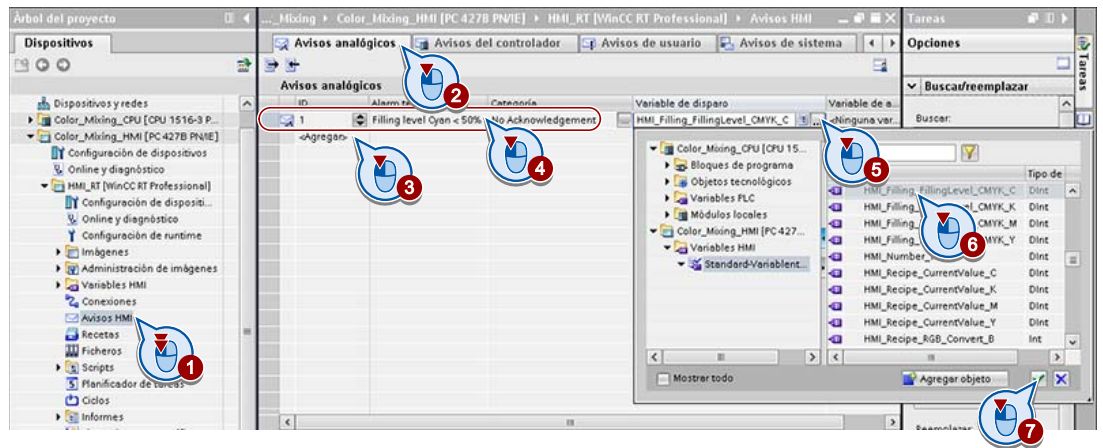 Árbol del proyecto
Dispositivos
Dispositivos y redes
Color_Mixing_CPU [CPU 1516-3 P...
Color_Mixing_HMI [PC 427B PN/IE]
Configuración de dispositivos
Online y diagnóstico
HMI_RT [WinCC RT Professional]
Configuración de dispositi...
Online y diagnóstico
Configuración de runtime
Imágenes
Administración de imágenes
Variables HMI
Conexiones
Avisos HMI
Recetas
Ficheros
Scripts
Planificador de tareas
Ciclos
Informes
1
..._Mixing ▸ Color_Mixing_HMI [PC 427B PN/IE] ▸ HMI_RT [WinCC RT Professional] ▸ Avisos HMI
Avisos analógicos
Avisos del controlador
Avisos de usuario
Avisos de sistema
2
Avisos analógicos
ID
Categoría
Variable de disparo
Variable de a...
1
Filling level Cyan < 50%
No Acknowledgement
HMI_Filling_FillingLevel_CMYK_C
<Ninguna var...
<Agregar>
3
4
5
Color_Mixing_CPU [CPU 15...
Bloques de programa
Objetos tecnológicos
Variables PLC
Módulos locales
Color_Mixing_HMI [PC 427...
Variables HMI
Standard-Variablent...
Tipo de
HMI_Filling_FillingLevel_CMYK_C DInt
HMI_Filling_ _CMYK_K DInt
HMI_Filling_ CMYK_M DInt
HMI_Filling_ MYK_Y DInt
HMI_Number_ DInt
HMI_Recipe_CurrentValue_C DInt
HMI_Recipe_CurrentValue_K DInt
HMI_Recipe_CurrentValue_M DInt
HMI_Recipe_CurrentValue_Y DInt
HMI_Recipe_RGB_Convert_B Int
6
Mostrar todo
Agregar objeto
7
Tareas
Opciones
Buscar/reemplazar
Buscar:
Reemplazar:
Tareas